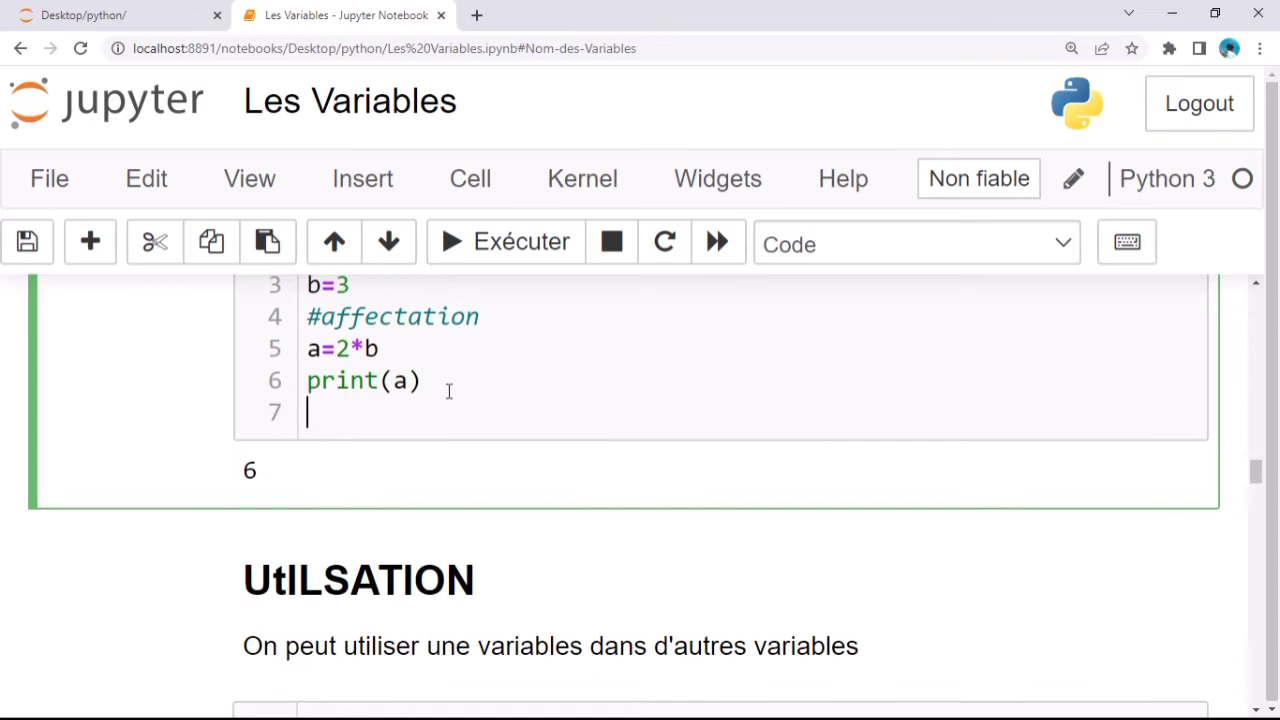 Desktop/python/
Les Variables - Jupyter Notebook
localhost:8891/notebooks/Desktop/python/Les%20Variables.ipynb#Nom-des-Variables
jupyter Les Variables
Logout
File Edit View Insert Cell Kernel Widgets Help Non fiable Python 3
Exécuter Code
3 b=3
4 #affectation
5 a=2*b
6 print(a)
7
6
UtILSATION
On peut utiliser une variables dans d'autres variables